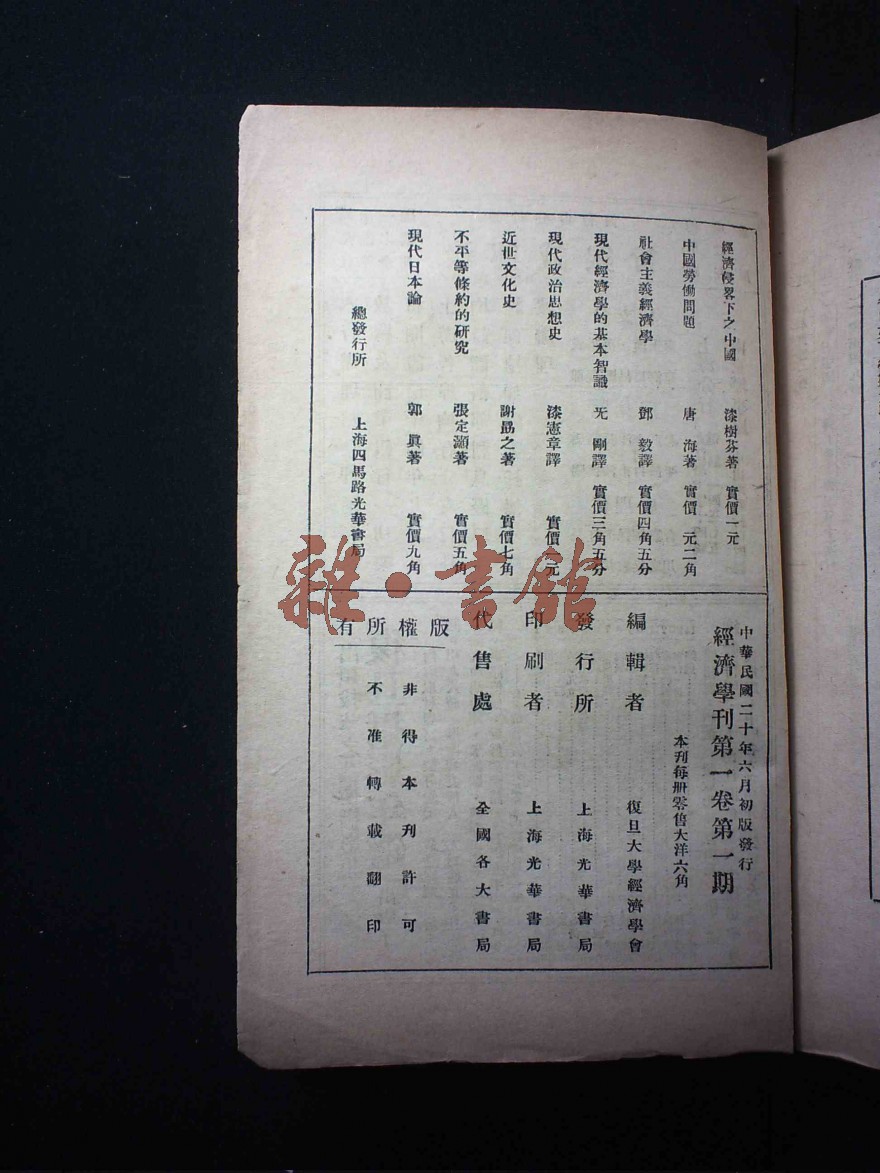 經濟侵畧下之中國　漆樹芬著　實價一元
中國勞働問題　唐　海著　實價　元二角
社會主義經濟學　鄧　毅譯　實價四角五分
現代經濟學的基本智識　　剛譯　實價三角五分
現代政治思想史　漆憲章譯　實價　元
近世文化史　謝勗之著　實價七角
不平等條約的研究　張定灝著　實價五角
現代日本論　郭　眞著　實價九角
總發行所　上海四馬路光華書局
中華民國二十年六月初版發行
經濟學刊第一卷第一期
本刊每册零售大洋六角
編輯者　復旦大學經濟學會
發行所　上海光華書局
印刷者　上海光華書局
代售處　全國各大書局
有所權版
非得本刊許可
不准轉載翻印
雜·書館